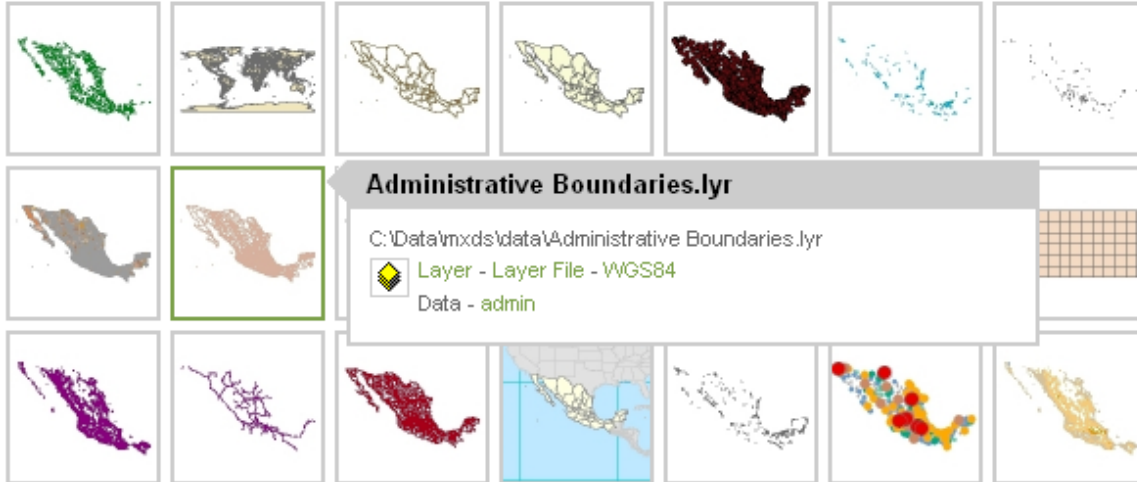 Administrative Boundaries.lyr
C:\Data\mxds\data\Administrative Boundaries.lyr
Layer - Layer File - WGS84
Data - admin